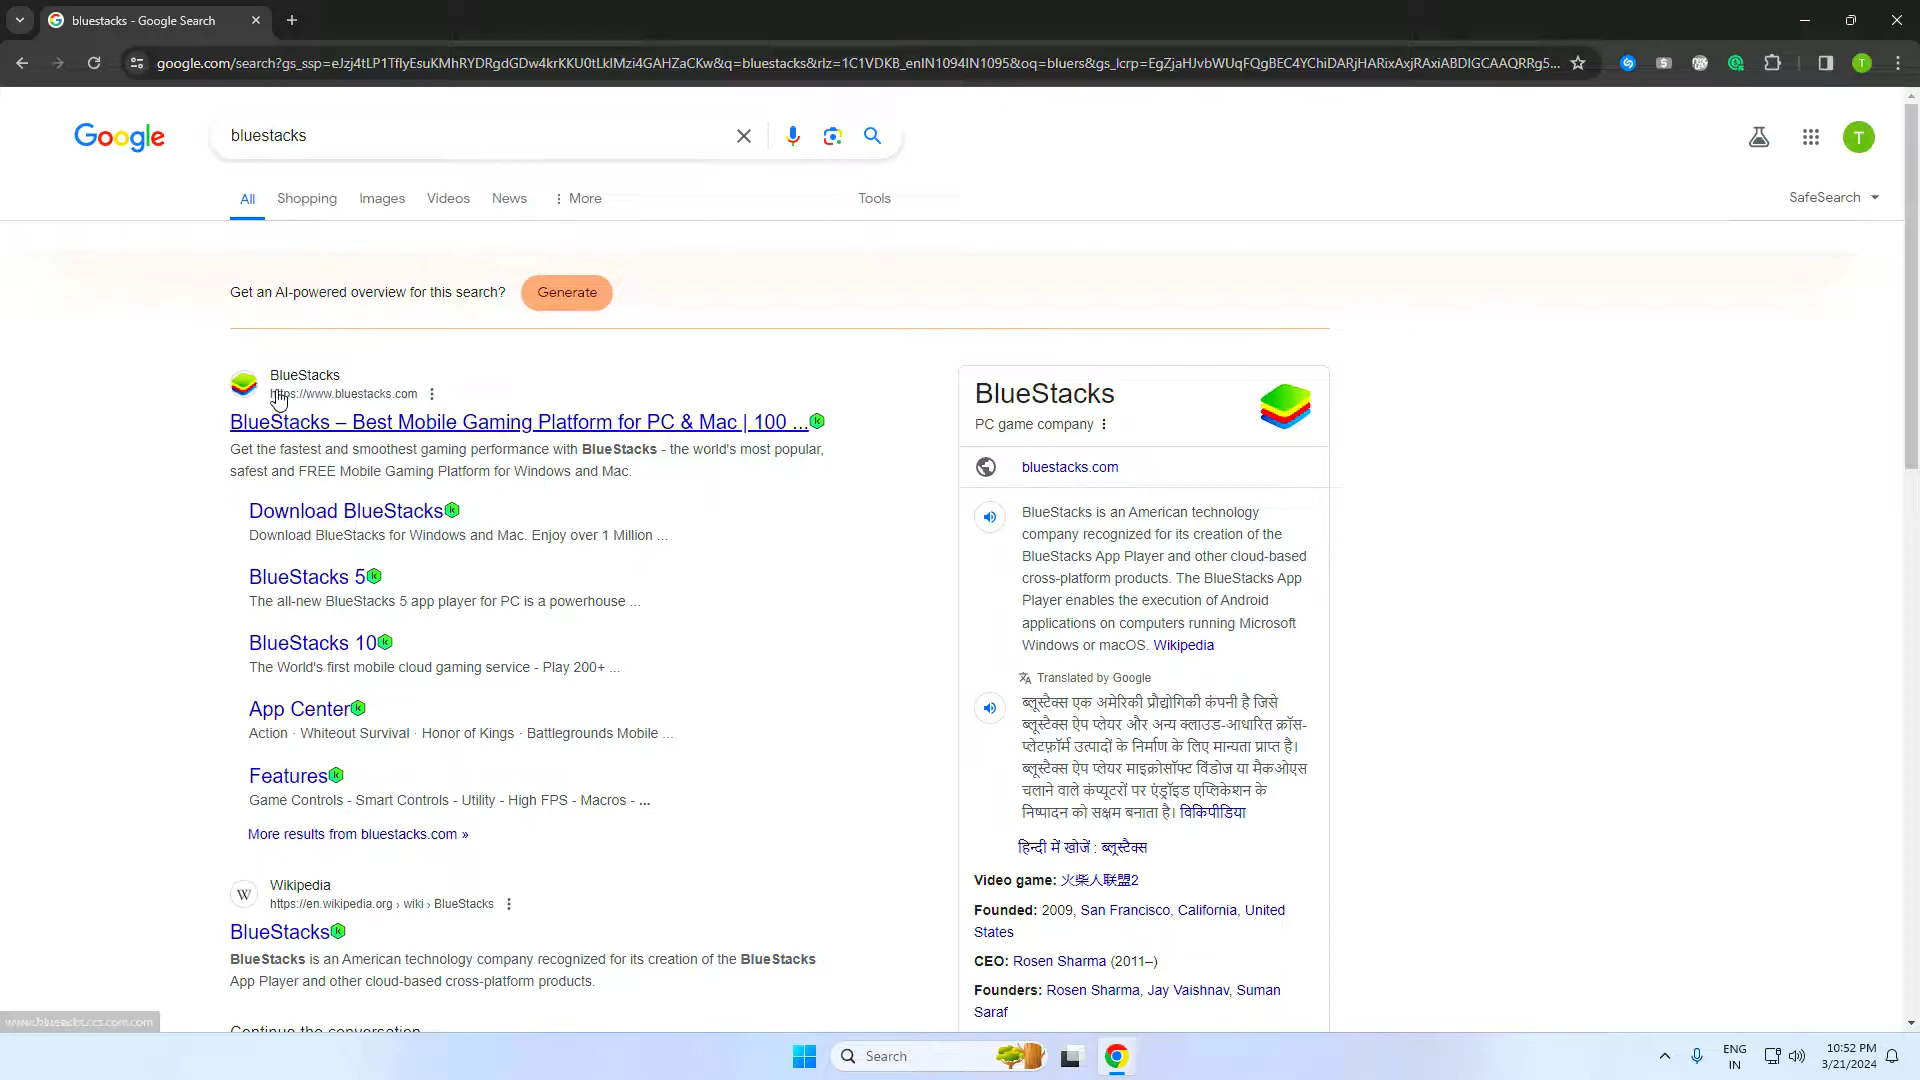 bluestacks - Google Search
google.com/search?gs_ssp=eJzj4tLP1TflyEsuKMhRYDRgdGDw4krKKU0tLklMzi4GAHZaCKw&q=bluestacks&rlz=1C1VDKB_enIN1094IN1095&oq=bluers&gs_lcrp=EgZjaHJvbWUqFQgBEC4YChiDARjHARixAxjRAxiABDIGCAAQRRg5...
T
Google
bluestacks
T
All
Shopping
Images
Videos
News
More
Tools
SafeSearch
Get an AI-powered overview for this search?
Generate
BlueStacks
https://www.bluestacks.com
BlueStacks – Best Mobile Gaming Platform for PC & Mac | 100 ...
Get the fastest and smoothest gaming performance with BlueStacks - the world's most popular,
safest and FREE Mobile Gaming Platform for Windows and Mac.
Download BlueStacks
Download BlueStacks for Windows and Mac. Enjoy over 1 Million ...
BlueStacks 5
The all-new BlueStacks 5 app player for PC is a powerhouse ...
BlueStacks 10
The World's first mobile cloud gaming service - Play 200+ ...
App Center
Action · Whiteout Survival · Honor of Kings · Battlegrounds Mobile ...
Features
Game Controls - Smart Controls - Utility - High FPS - Macros - ...
More results from bluestacks.com »
W
Wikipedia
https://en.wikipedia.org › wiki › BlueStacks
BlueStacks
BlueStacks is an American technology company recognized for its creation of the BlueStacks
App Player and other cloud-based cross-platform products.
Continue the conversation
BlueStacks
PC game company
bluestacks.com
BlueStacks is an American technology
company recognized for its creation of the
BlueStacks App Player and other cloud-based
cross-platform products. The BlueStacks App
Player enables the execution of Android
applications on computers running Microsoft
Windows or macOS. Wikipedia
Translated by Google
ब्लूस्टैक्स एक अमेरिकी प्रौद्योगिकी कंपनी है जिसे
ब्लूस्टैक्स ऐप प्लेयर और अन्य क्लाउड-आधारित क्रॉस-
प्लेटफ़ॉर्म उत्पादों के निर्माण के लिए मान्यता प्राप्त है।
ब्लूस्टैक्स ऐप प्लेयर माइक्रोसॉफ्ट विंडोज या मैकओएस
चलाने वाले कंप्यूटरों पर एंड्रॉइड एप्लिकेशन के
निष्पादन को सक्षम बनाता है। विकिपीडिया
हिन्दी में खोजें : ब्लूस्टैक्स
Video game: 火柴人联盟2
Founded: 2009, San Francisco, California, United
States
CEO: Rosen Sharma (2011–)
Founders: Rosen Sharma, Jay Vaishnav, Suman
Saraf
Search
ENG
IN
10:52 PM
3/21/2024